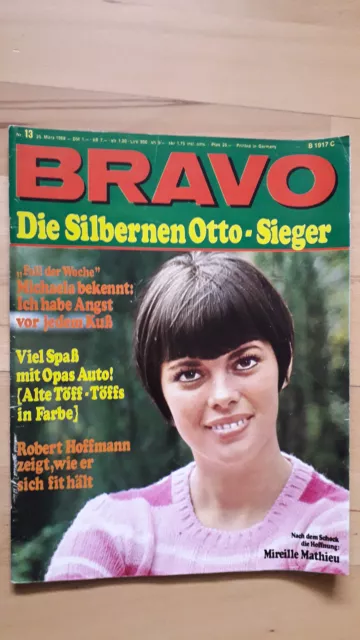 Nr. 13
B 1917 C
BRAVO
Die Silbernen Otto-Sieger
„Fall der Woche"
Michaela bekennt:
Ich habe Angst
vor jedem Kuß
Viel Spaß
mit Opas Auto!
[Alte Töff-Töffs
in Farbe]
Robert Hoffmann
zeigt, wie er
sich fit hält
Nach dem Schock
die Hoffnung:
Mireille Mathieu